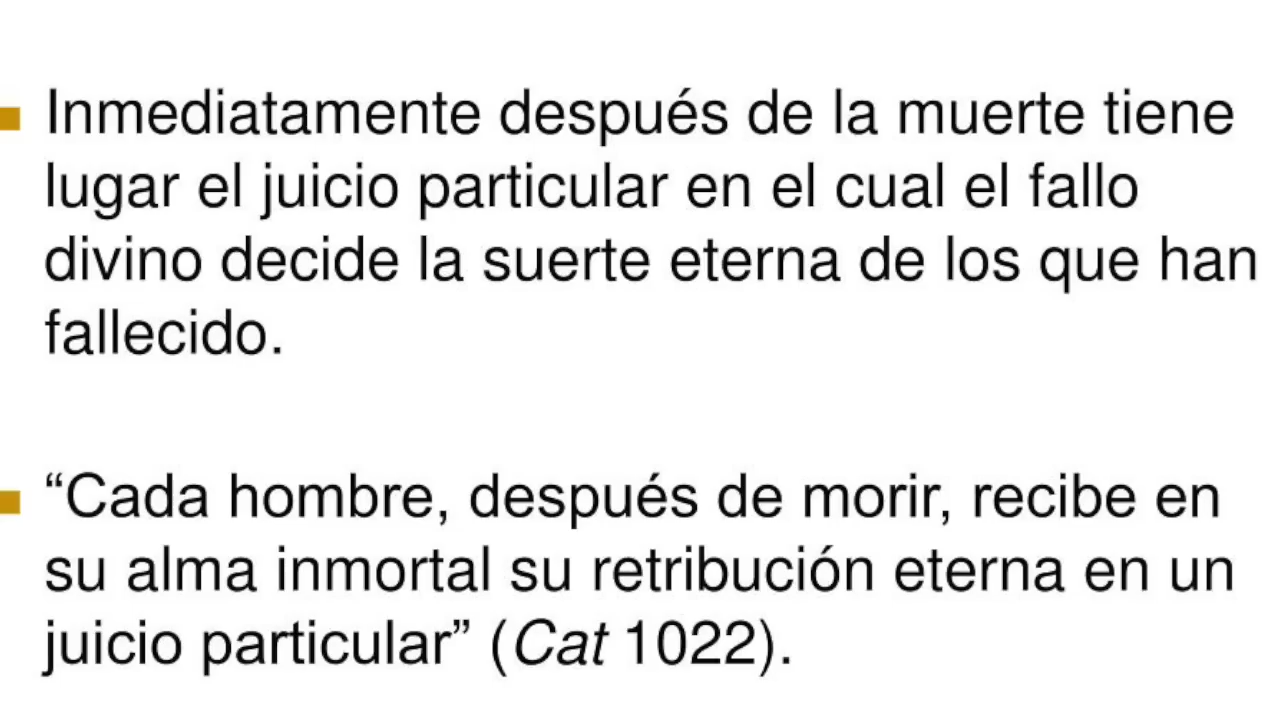 Inmediatamente después de la muerte tiene
lugar el juicio particular en el cual el fallo
divino decide la suerte eterna de los que han
fallecido.
“Cada hombre, después de morir, recibe en
su alma inmortal su retribución eterna en un
juicio particular” (Cat 1022).